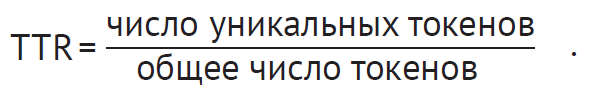 число уникальных токенов
TTR = .
общее число токенов